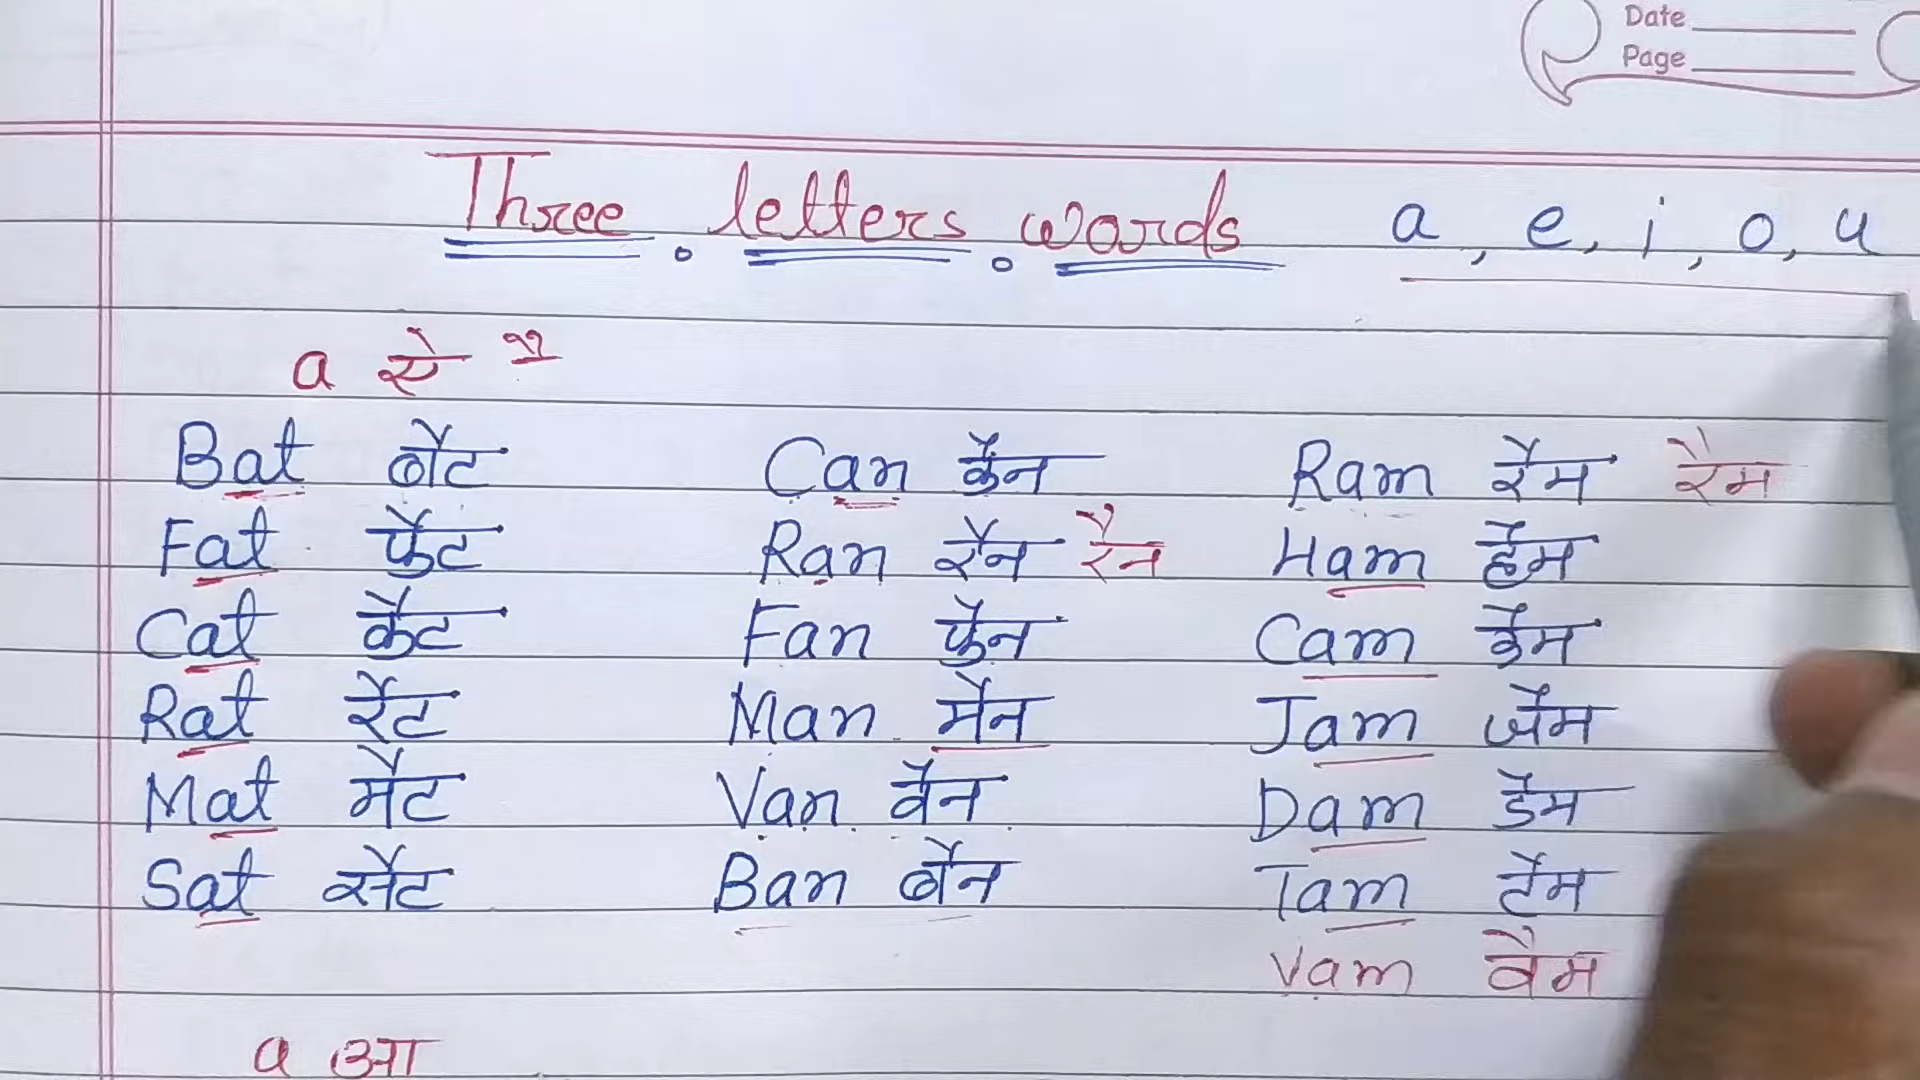 Date
Page
Three letters words a, e, i, o, u
a से
Bat बैट Can कैन Ram रैम रैम
Fat फैट Ran रैन रैन Ham हैम
Cat कैट Fan फैन Cam कैम
Rat रैट Man मैन Jam जैम
Mat मैट Van वैन Dam डैम
Sat सैट Ban बैन Tam टैम
Vam वैम
a आ